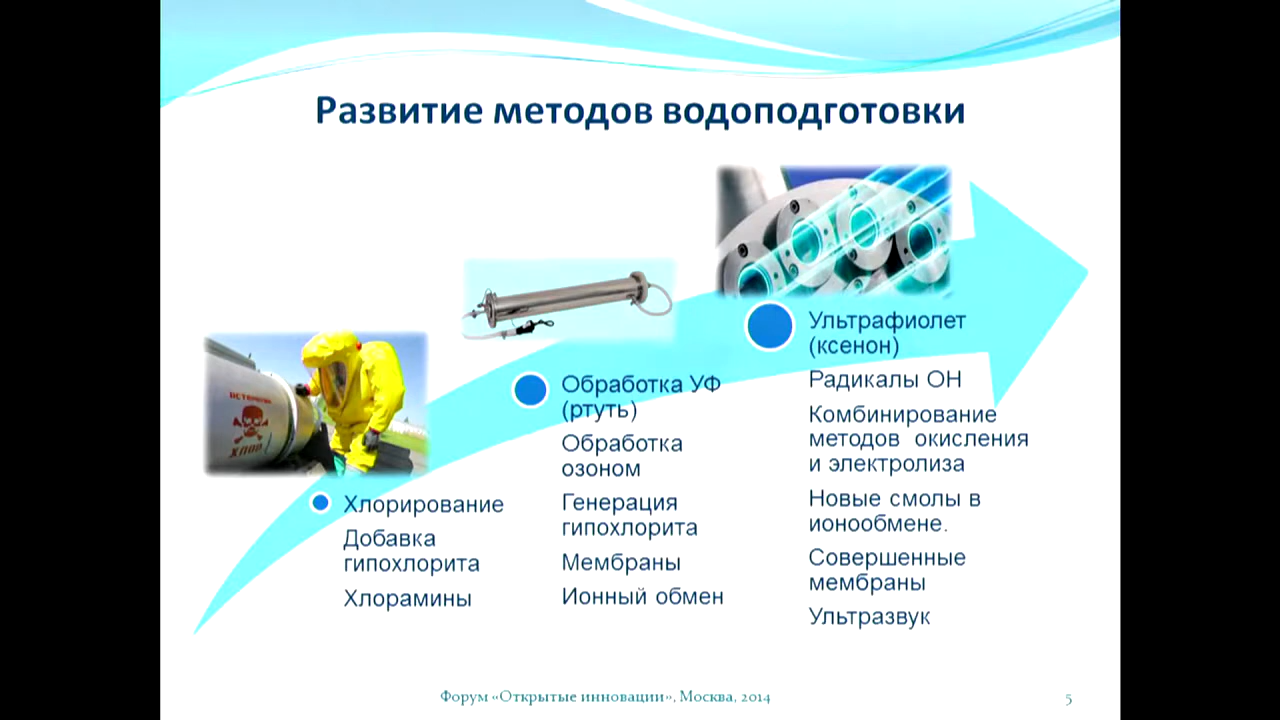 Развитие методов водоподготовки
ХЛОР
Хлорирование
Добавка
гипохлорита
Хлорамины
Обработка УФ
(ртуть)
Обработка
озоном
Генерация
гипохлорита
Мембраны
Ионный обмен
Ультрафиолет
(ксенон)
Радикалы ОН
Комбинирование
методов окисления
и электролиза
Новые смолы в
ионообмене.
Совершенные
мембраны
Ультразвук
Форум «Открытые инновации», Москва, 2014
5